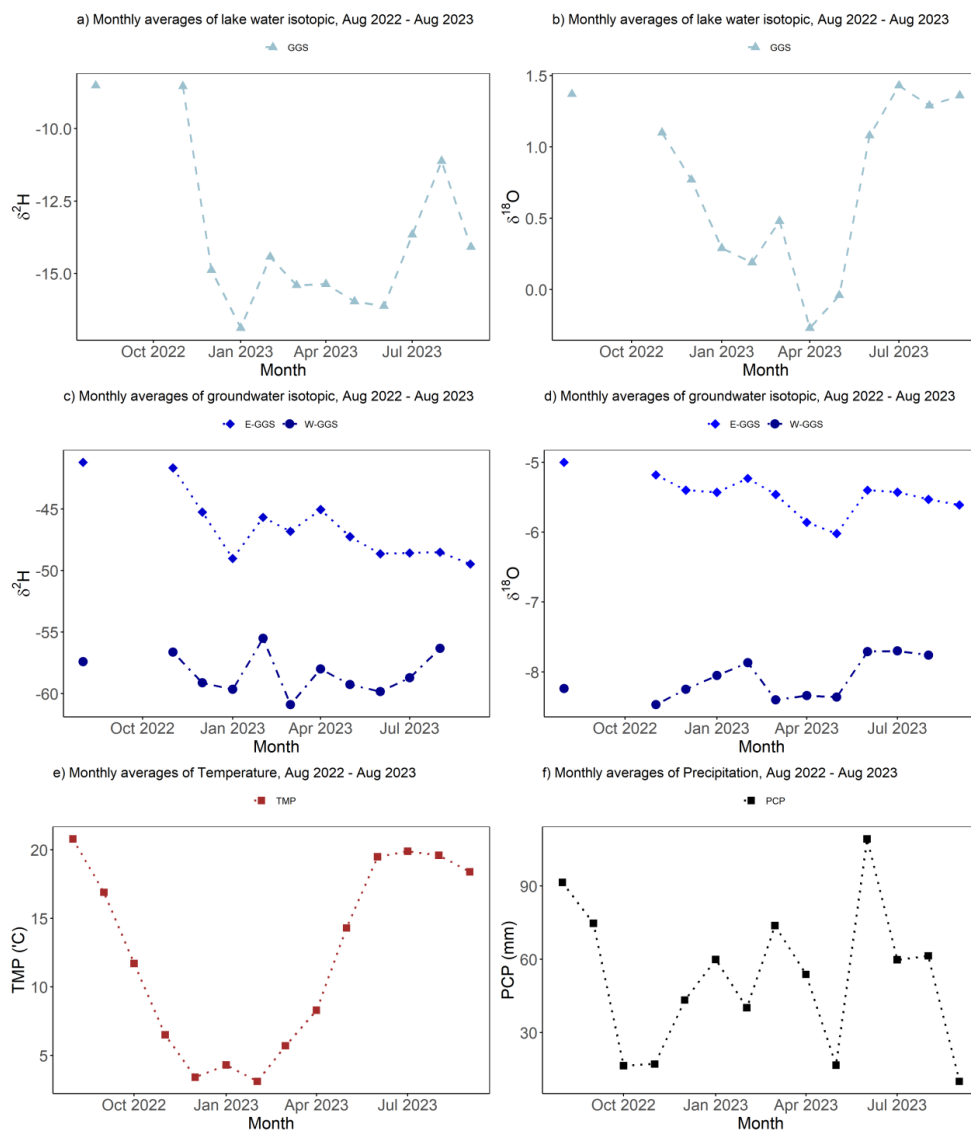 a) Monthly averages of lake water isotopic, Aug 2022 - Aug 2023
GGS
δ²H
-10.0
-12.5
-15.0
Oct 2022 Jan 2023 Apr 2023 Jul 2023
Month
b) Monthly averages of lake water isotopic, Aug 2022 - Aug 2023
GGS
δ¹⁸O
1.5
1.0
0.5
0.0
Oct 2022 Jan 2023 Apr 2023 Jul 2023
Month
c) Monthly averages of groundwater isotopic, Aug 2022 - Aug 2023
E-GGS W-GGS
δ²H
-45
-50
-55
-60
Oct 2022 Jan 2023 Apr 2023 Jul 2023
Month
d) Monthly averages of groundwater isotopic, Aug 2022 - Aug 2023
E-GGS W-GGS
δ¹⁸O
-5
-6
-7
-8
Oct 2022 Jan 2023 Apr 2023 Jul 2023
Month
e) Monthly averages of Temperature, Aug 2022 - Aug 2023
TMP
TMP ('C)
20
15
10
5
Oct 2022 Jan 2023 Apr 2023 Jul 2023
Month
f) Monthly averages of Precipitation, Aug 2022 - Aug 2023
PCP
PCP (mm)
90
60
30
Oct 2022 Jan 2023 Apr 2023 Jul 2023
Month